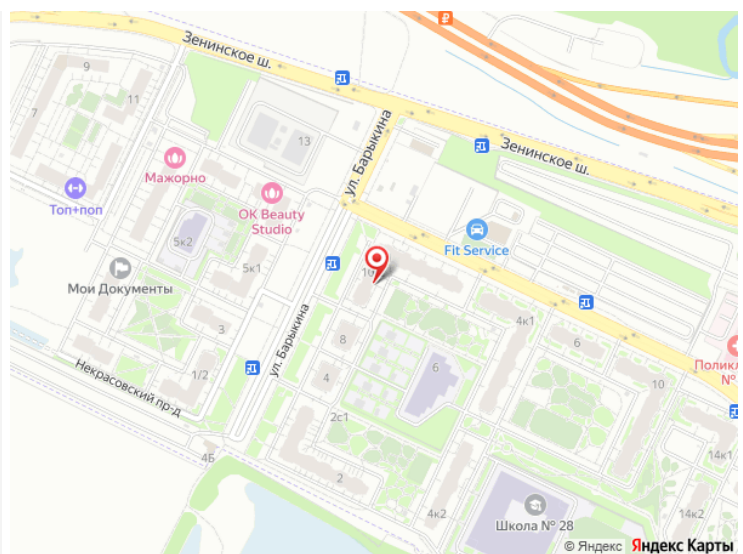 Зенинское ш.
9
11
7
13
ул. Барыкина
Зенинское ш.
Мажорно
Топ+поп
OK Beauty
Studio
Fit Service
5к2
5к1
Мои Документы
10
3
8
ул. Барыкина
4к1
6
6
Поликл
№
10
Некрасовский пр-д
1/2
4
2с1
4Б
2
4к2
14к1
14к2
Школа № 28
© Яндекс Яндекс Карты